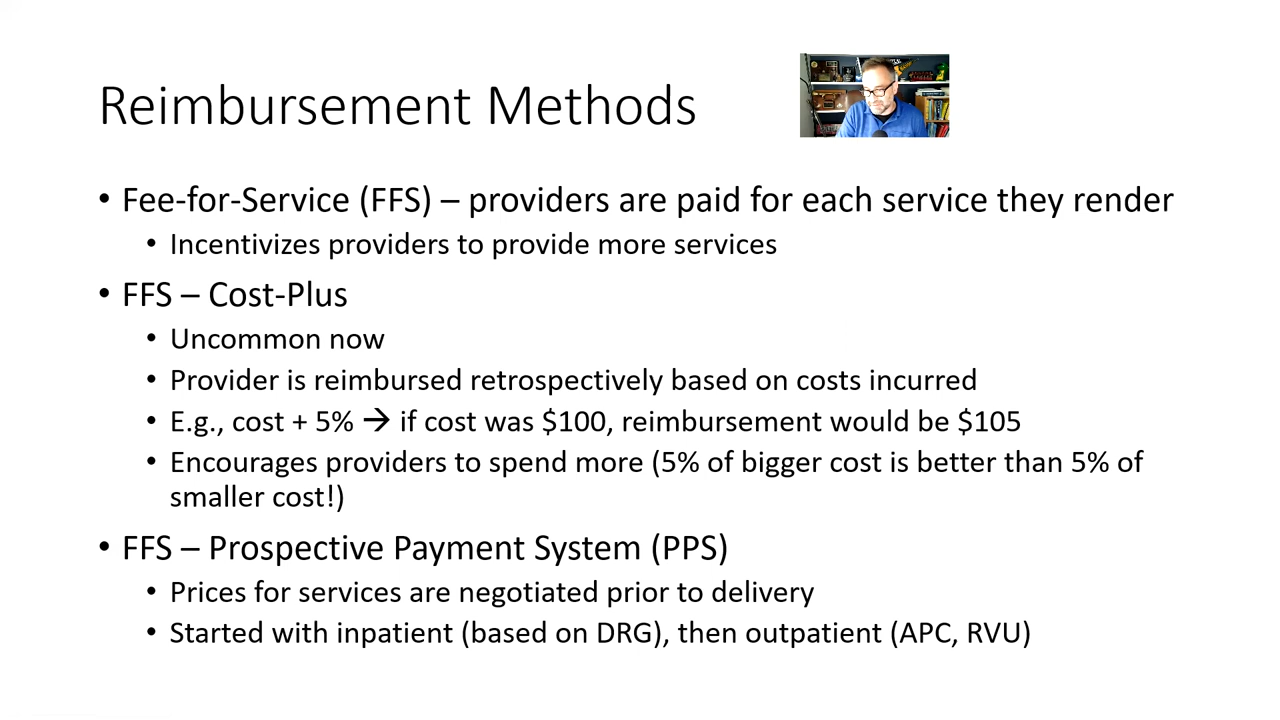 Reimbursement Methods
• Fee-for-Service (FFS) – providers are paid for each service they render
• Incentivizes providers to provide more services
• FFS – Cost-Plus
• Uncommon now
• Provider is reimbursed retrospectively based on costs incurred
• E.g., cost + 5% → if cost was $100, reimbursement would be $105
• Encourages providers to spend more (5% of bigger cost is better than 5% of
smaller cost!)
• FFS – Prospective Payment System (PPS)
• Prices for services are negotiated prior to delivery
• Started with inpatient (based on DRG), then outpatient (APC, RVU)